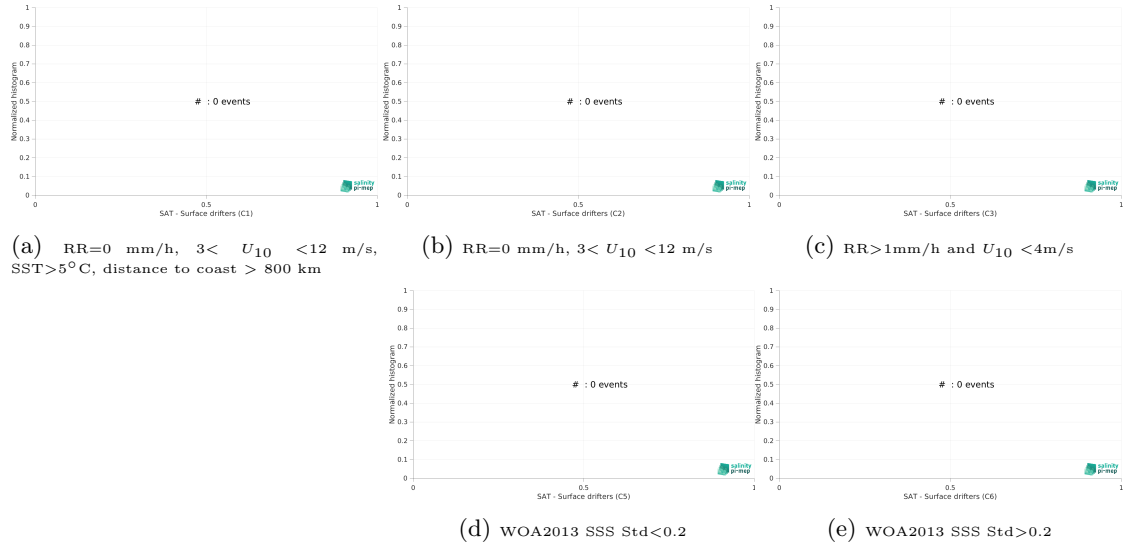 1
0.9
0.8
0.7
0.6
0.5
0.4
0.3
0.2
0.1
0
Normalized histogram
# : 0 events
salinity
pi-mep
0 0.5 1
SAT - Surface drifters (C1)
1
0.9
0.8
0.7
0.6
0.5
0.4
0.3
0.2
0.1
0
Normalized histogram
# : 0 events
salinity
pi-mep
0 0.5 1
SAT - Surface drifters (C2)
1
0.9
0.8
0.7
0.6
0.5
0.4
0.3
0.2
0.1
0
Normalized histogram
# : 0 events
salinity
pi-mep
0 0.5 1
SAT - Surface drifters (C3)
(a) RR=0 mm/h, 3< U10 <12 m/s,
SST>5°C, distance to coast > 800 km
(b) RR=0 mm/h, 3< U10 <12 m/s
(c) RR>1mm/h and U10 <4m/s
1
0.9
0.8
0.7
0.6
0.5
0.4
0.3
0.2
0.1
0
Normalized histogram
# : 0 events
salinity
pi-mep
0 0.5 1
SAT - Surface drifters (C5)
1
0.9
0.8
0.7
0.6
0.5
0.4
0.3
0.2
0.1
0
Normalized histogram
# : 0 events
salinity
pi-mep
0 0.5 1
SAT - Surface drifters (C6)
(d) WOA2013 SSS Std<0.2
(e) WOA2013 SSS Std>0.2